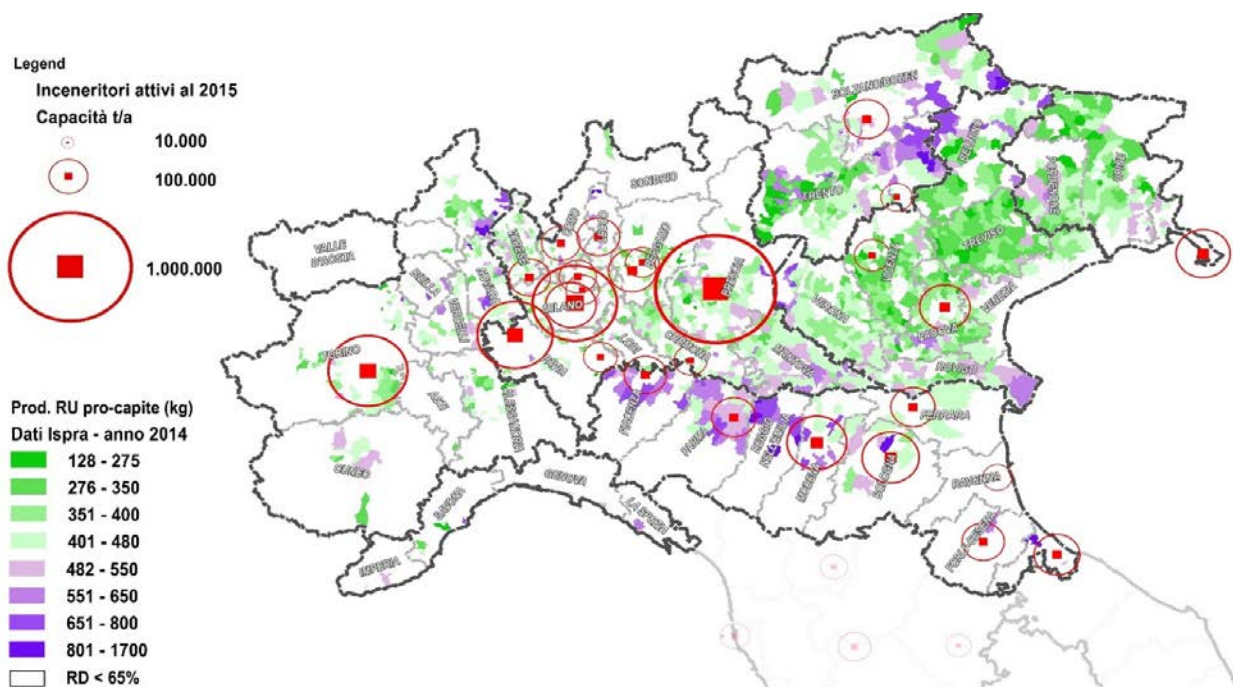 Legend
Inceneritori attivi al 2015
Capacità t/a
10.000
100.000
1.000.000
Prod. RU pro-capite (kg)
Dati Ispra - anno 2014
128 - 275
276 - 350
351 - 400
401 - 480
482 - 550
551 - 650
651 - 800
801 - 1700
RD < 65%
BOLZANO/BOZEN
SONDRIO
TRENTO
BELLUNO
PORDENONE
UDINE
VALLE
D'AOSTA
VARESE
COMO
LECCO
BERGAMO
BRESCIA
VICENZA
TREVISO
BIELLA
NOVARA
VERCELLI
MILANO
VERONA
VENEZIA
PADOVA
TORINO
LODI
CREMONA
MANTOVA
ROVIGO
PAVIA
ASTI
ALESSANDRIA
PIACENZA
PARMA
REGGIO
NELL'EMILIA
MODENA
BOLOGNA
FERRARA
RAVENNA
CUNEO
SAVONA
GENOVA
LA SPEZIA
IMPERIA
FORLI'-CESENA